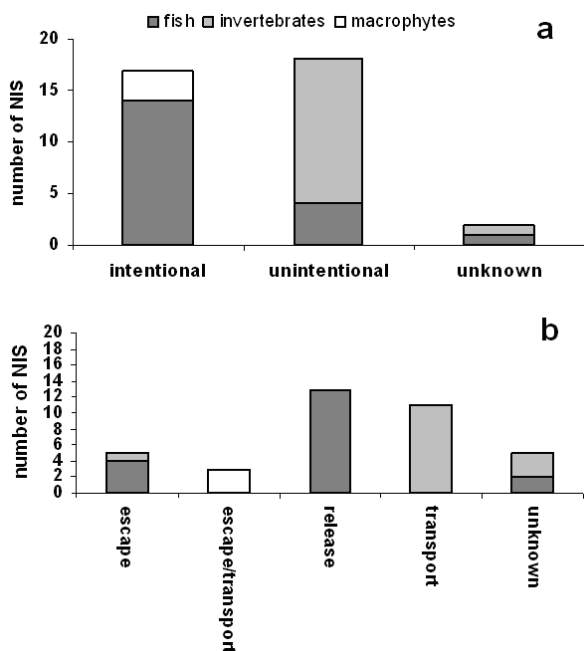 fish invertebrates macrophytes
a
number of NIS
20
15
10
5
0
intentional unintentional unknown
b
number of NIS
20
18
16
14
12
10
8
6
4
2
0
escape
escape/transport
release
transport
unknown